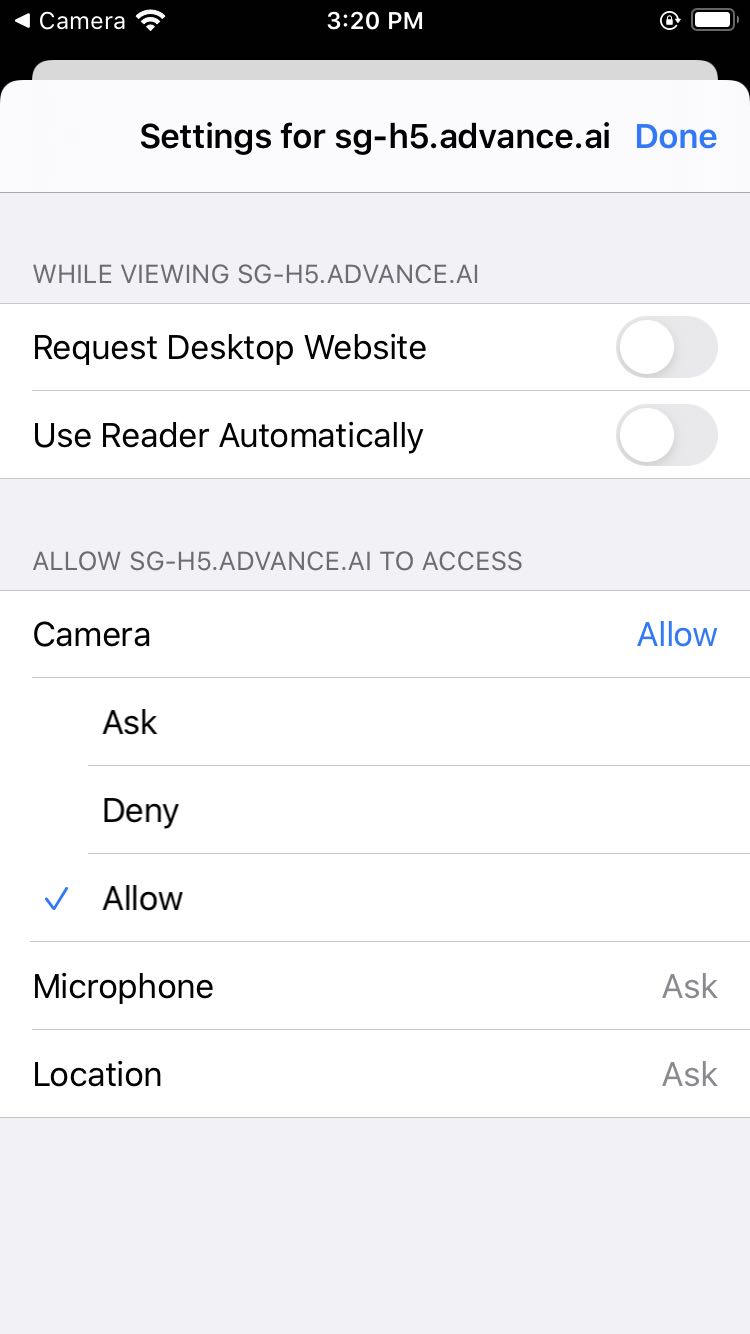 Camera
3:20 PM
Settings for sg-h5.advance.ai
Done
WHILE VIEWING SG-H5.ADVANCE.AI
Request Desktop Website
Use Reader Automatically
ALLOW SG-H5.ADVANCE.AI TO ACCESS
Camera Allow
Ask
Deny
Allow
Microphone Ask
Location Ask